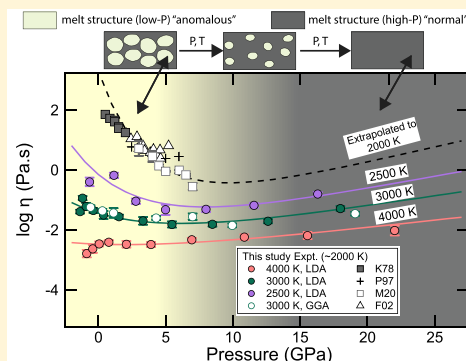 melt structure (low-P) “anomalous”
melt structure (high-P) “normal”
P, T
P, T
log η (Pa.s)
2
0
-2
-4
Extrapolated to
2000 K
2500 K
3000 K
4000 K
This study Expt. (~2000 K)
4000 K, LDA
K78
3000 K, LDA
P97
2500 K, LDA
M20
3000 K, GGA
F02
0
5
10
15
20
25
Pressure (GPa)